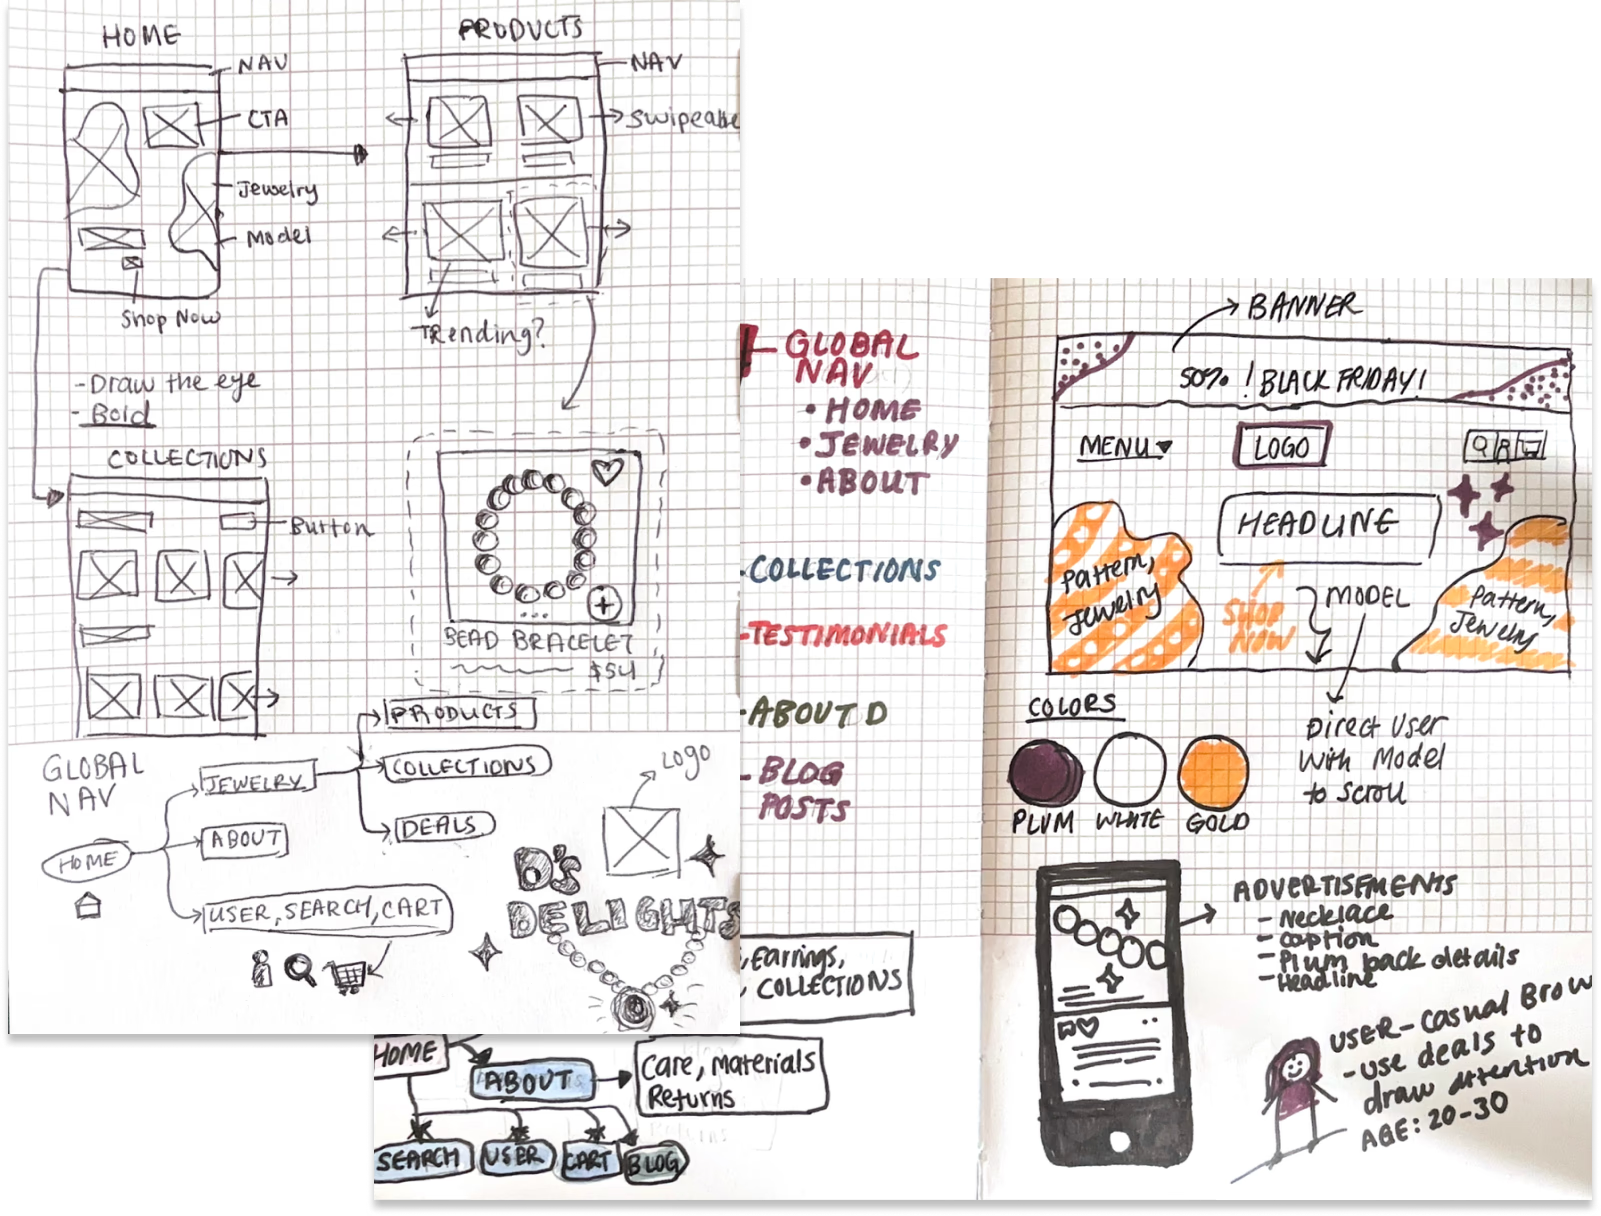 HOME
NAV
CTA
Jewelry
Model
Shop Now
PRODUCTS
NAV
Swipeable
Trending?
-Draw the eye
-Bold
COLLECTIONS
Button
BEAD BRACELET
$54
GLOBAL
NAV
HOME
JEWELRY
ABOUT
USER, SEARCH, CART
PRODUCTS
COLLECTIONS
DEALS
Logo
D's
DELIGHTS
GLOBAL
NAV
• HOME
• JEWELRY
• ABOUT
COLLECTIONS
-TESTIMONIALS
ABOUT D
- BLOG
POSTS
, Earrings,
, COLLECTIONS
HOME
ABOUT
Care, Materials
Returns
SEARCH
USER
CART
BLOG
BANNER
50% ! BLACK FRIDAY!
MENU
LOGO
HEADLINE
Pattern,
Jewelry
SHOP
NOW
MODEL
Pattern,
Jewelry
COLORS
PLUM
WHITE
GOLD
Direct User
With Model
to Scroll
ADVERTISEMENTS
- Necklace
- Caption
- Plum back details
- Headline
USER - Casual Brow
- use deals to
draw attention
AGE: 20-30